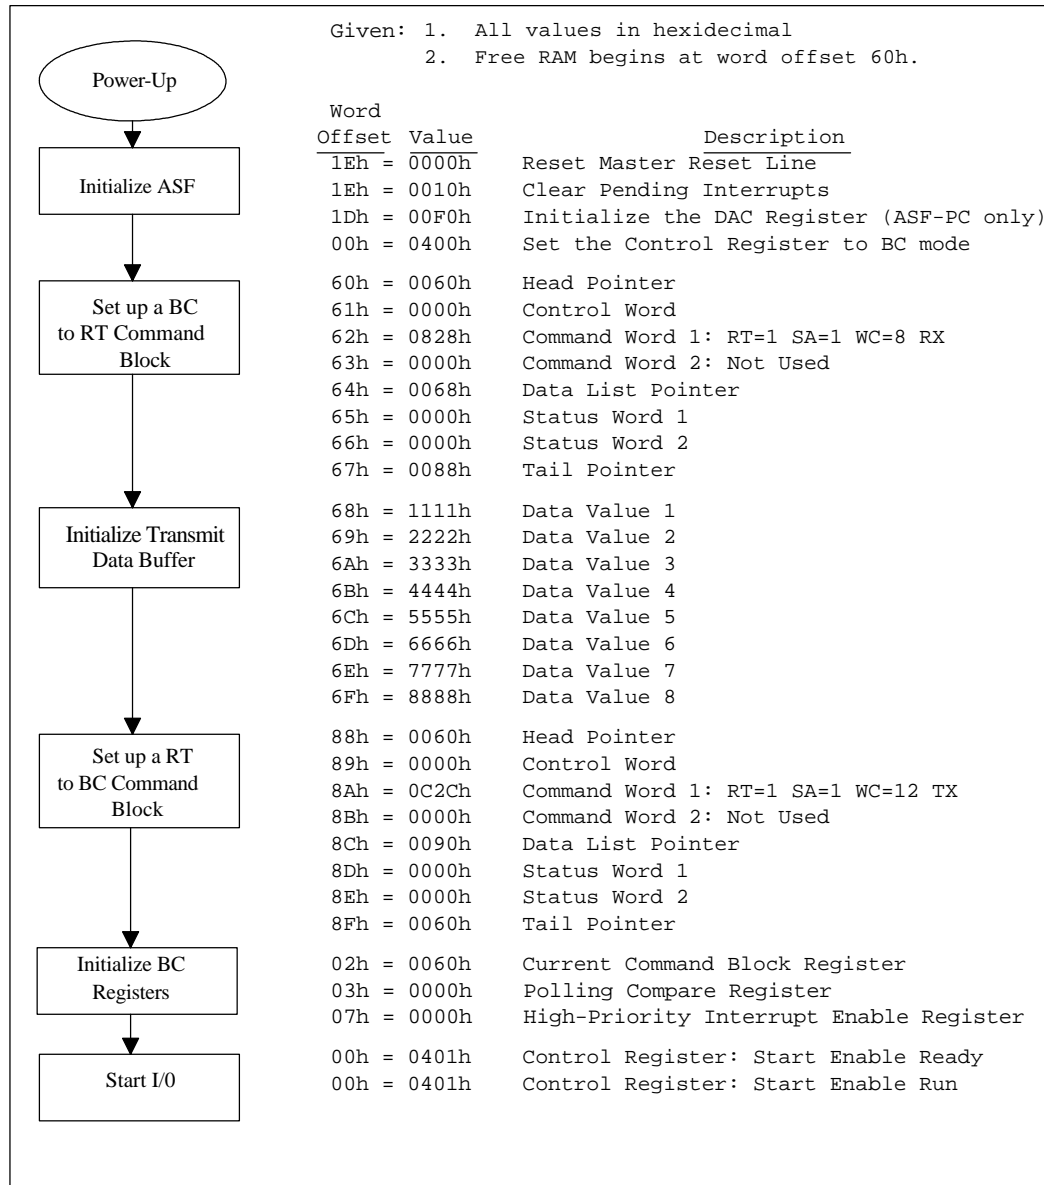 Given: 1. All values in hexidecimal
2. Free RAM begins at word offset 60h.
Power-Up
Word
Offset Value Description
Initialize ASF
1Eh = 0000h Reset Master Reset Line
1Eh = 0010h Clear Pending Interrupts
1Dh = 00F0h Initialize the DAC Register (ASF-PC only)
00h = 0400h Set the Control Register to BC mode
Set up a BC
to RT Command
Block
60h = 0060h Head Pointer
61h = 0000h Control Word
62h = 0828h Command Word 1: RT=1 SA=1 WC=8 RX
63h = 0000h Command Word 2: Not Used
64h = 0068h Data List Pointer
65h = 0000h Status Word 1
66h = 0000h Status Word 2
67h = 0088h Tail Pointer
Initialize Transmit
Data Buffer
68h = 1111h Data Value 1
69h = 2222h Data Value 2
6Ah = 3333h Data Value 3
6Bh = 4444h Data Value 4
6Ch = 5555h Data Value 5
6Dh = 6666h Data Value 6
6Eh = 7777h Data Value 7
6Fh = 8888h Data Value 8
Set up a RT
to BC Command
Block
88h = 0060h Head Pointer
89h = 0000h Control Word
8Ah = 0C2Ch Command Word 1: RT=1 SA=1 WC=12 TX
8Bh = 0000h Command Word 2: Not Used
8Ch = 0090h Data List Pointer
8Dh = 0000h Status Word 1
8Eh = 0000h Status Word 2
8Fh = 0060h Tail Pointer
Initialize BC
Registers
02h = 0060h Current Command Block Register
03h = 0000h Polling Compare Register
07h = 0000h High-Priority Interrupt Enable Register
Start I/0
00h = 0401h Control Register: Start Enable Ready
00h = 0401h Control Register: Start Enable Run